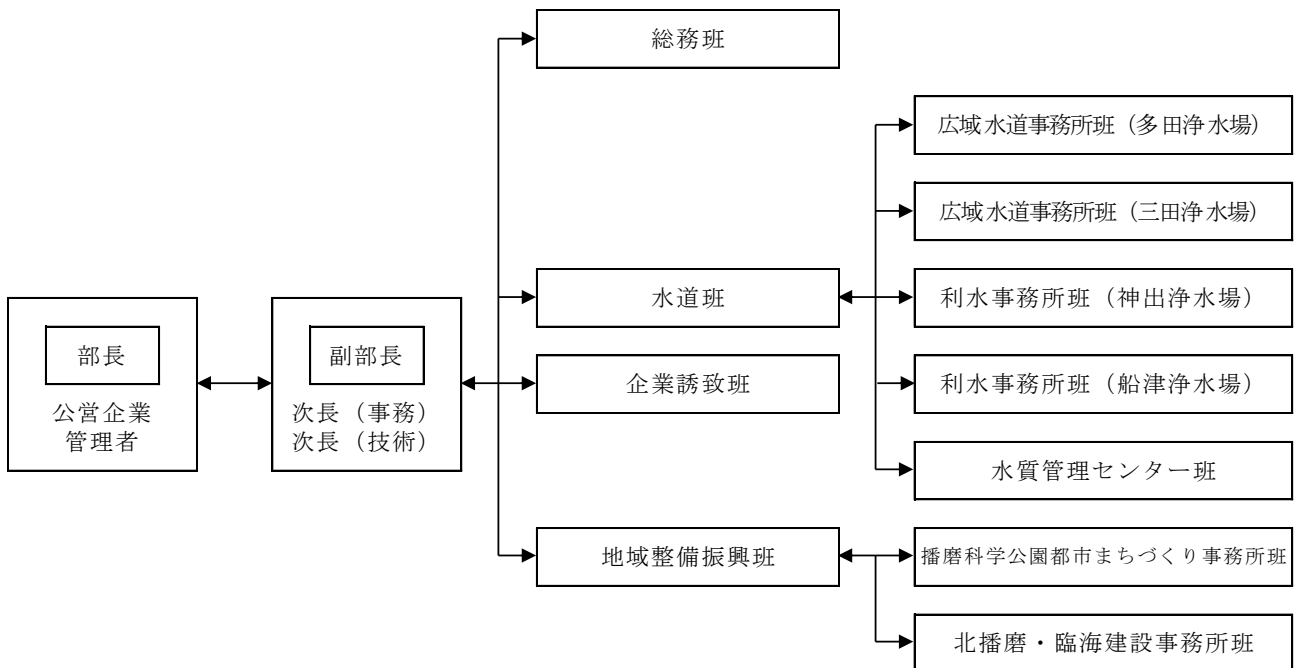 部長
公営企業
管理者
副部長
次長（事務）
次長（技術）
総務班
水道班
企業誘致班
地域整備振興班
広域水道事務所班（多田浄水場）
広域水道事務所班（三田浄水場）
利水事務所班（神出浄水場）
利水事務所班（船津浄水場）
水質管理センター班
播磨科学公園都市まちづくり事務所班
北播磨・臨海建設事務所班